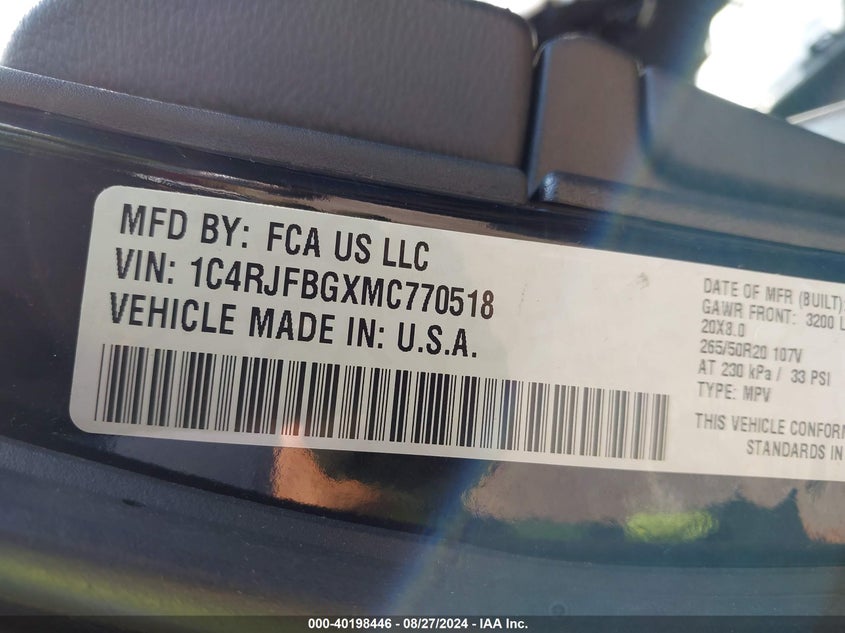 MFD BY: FCA US LLC
VIN: 1C4RJFBGXMC770518
VEHICLE MADE IN: U.S.A.
DATE OF MFR (BUILT):
GAWR FRONT: 3200 L
20X8.0
265/50R20 107V
AT 230 kPa / 33 PSI
TYPE: MPV
THIS VEHICLE CONFOR
STANDARDS IN
000-40198446 - 08/27/2024 - IAA Inc.